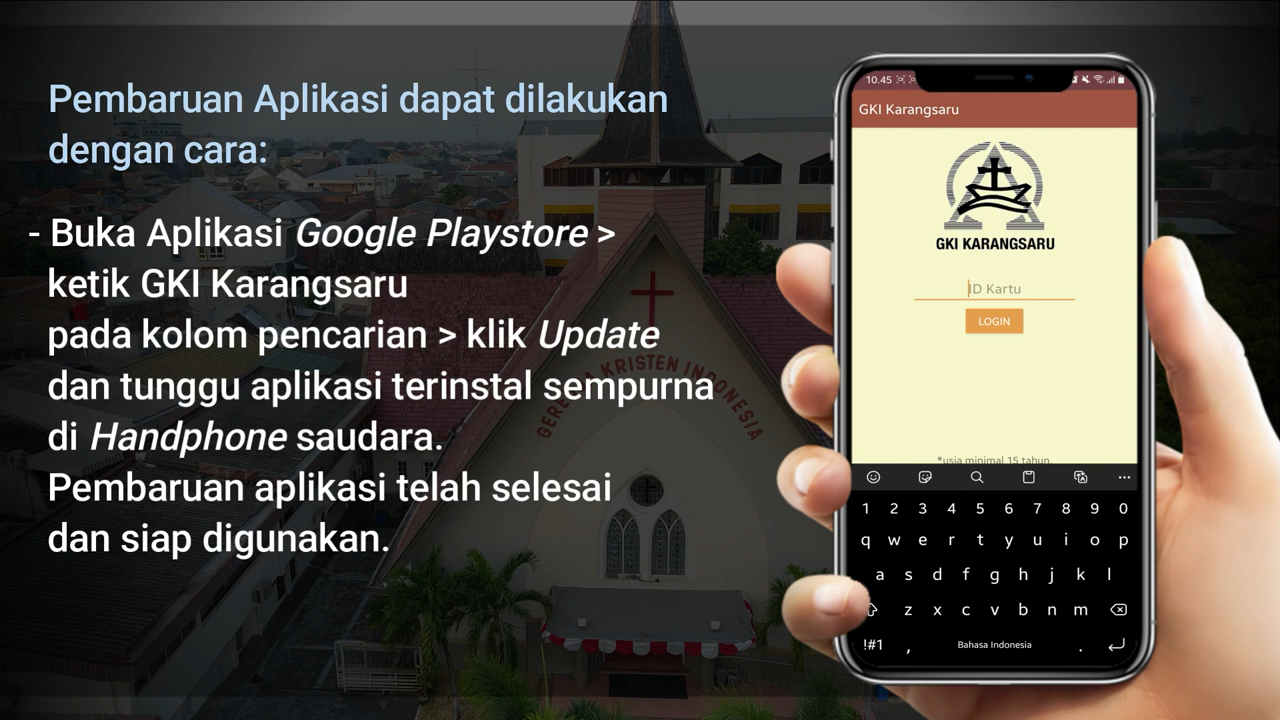 Pembaruan Aplikasi dapat dilakukan
dengan cara:
- Buka Aplikasi Google Playstore >
ketik GKI Karangsaru
pada kolom pencarian > klik Update
dan tunggu aplikasi terinstal sempurna
di Handphone saudara.
Pembaruan aplikasi telah selesai
dan siap digunakan.
GEREJA KRISTEN INDONESIA
10.45
GKI Karangsaru
GKI KARANGSARU
ID Kartu
LOGIN
*usia minimal 15 tahun.
1 2 3 4 5 6 7 8 9 0
q w e r t y u i o p
a s d f g h j k l
z x c v b n m
!#1 , Bahasa Indonesia .